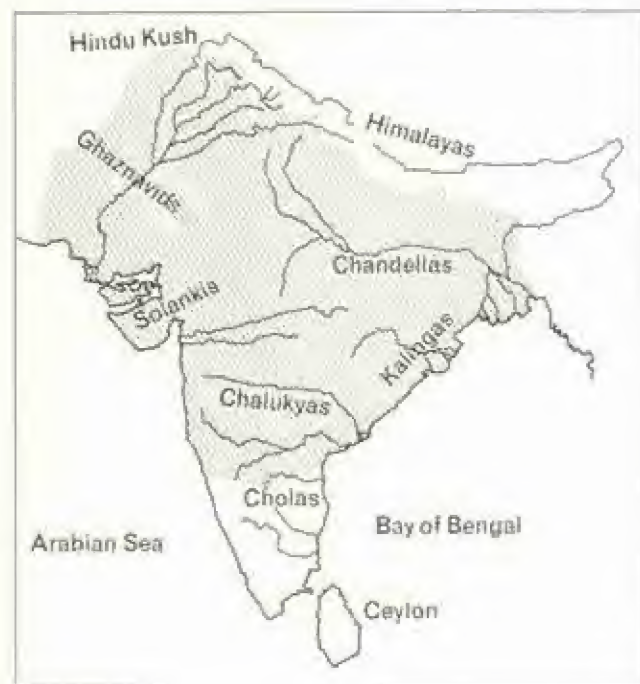 Hindu Kush
Himalayas
Ghaznavids
Chandellas
Solankis
Kalingas
Chalukyas
Cholas
Bay of Bengal
Arabian Sea
Ceylon